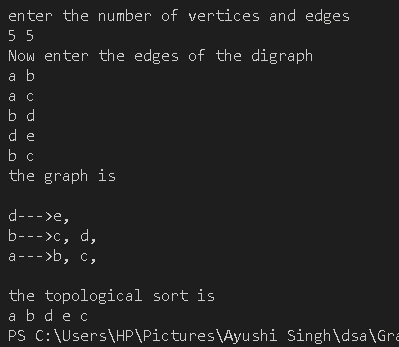 enter the number of vertices and edges
5 5
Now enter the edges of the digraph
a b
a c
b d
d e
b c
the graph is
d--->e,
b--->c, d,
a--->b, c,
the topological sort is
a b d e c
PS C:\Users\HP\Pictures\Ayushi Singh\dsa\Gra